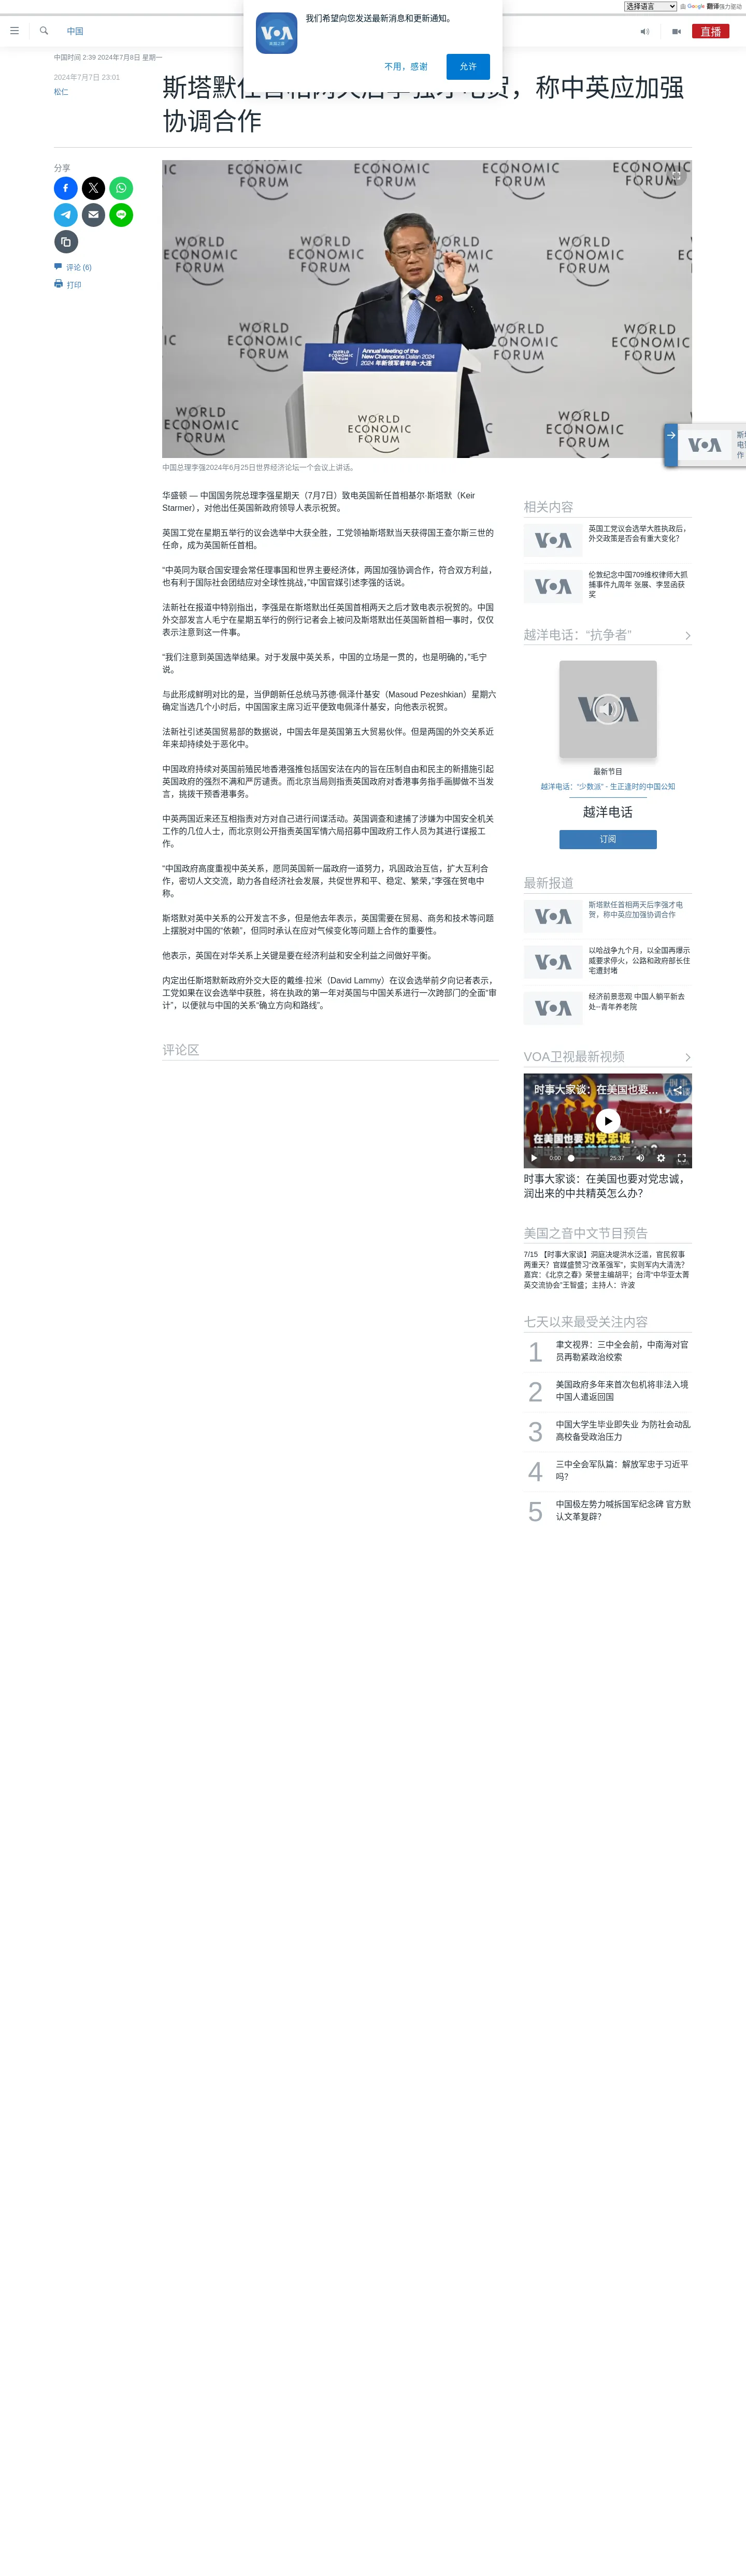 选择语言
由 Google 翻译强力驱动
我们希望向您发送最新消息和更新通知。
不用，感谢
允许
中国
直播
中国时间 2:39 2024年7月8日 星期一
2024年7月7日 23:01
松仁
斯塔默任首相两天后李强才电贺，称中英应加强
协调合作
分享
评论 (6)
打印
WORLD ECONOMIC FORUM
Annual Meeting of the New Champions Dalian 2024
2024 年新领军者年会·大连
WORLD ECONOMIC FORUM
中国总理李强2024年6月25日世界经济论坛一个会议上讲话。
华盛顿 — 中国国务院总理李强星期天（7月7日）致电英国新任首相基尔·斯塔默（Keir
Starmer），对他出任英国新政府领导人表示祝贺。
英国工党在星期五举行的议会选举中大获全胜，工党领袖斯塔默当天获得国王查尔斯三世的
任命，成为英国新任首相。
“中英同为联合国安理会常任理事国和世界主要经济体，两国加强协调合作，符合双方利益，
也有利于国际社会团结应对全球性挑战，”中国官媒引述李强的话说。
法新社在报道中特别指出，李强是在斯塔默出任英国首相两天之后才致电表示祝贺的。中国
外交部发言人毛宁在星期五举行的例行记者会上被问及斯塔默出任英国新首相一事时，仅仅
表示注意到这一件事。
“我们注意到英国选举结果。对于发展中英关系，中国的立场是一贯的，也是明确的，”毛宁
说。
与此形成鲜明对比的是，当伊朗新任总统马苏德·佩泽什基安（Masoud Pezeshkian）星期六
确定当选几个小时后，中国国家主席习近平便致电佩泽什基安，向他表示祝贺。
法新社引述英国贸易部的数据说，中国去年是英国第五大贸易伙伴。但是两国的外交关系近
年来却持续处于恶化中。
中国政府持续对英国前殖民地香港强推包括国安法在内的旨在压制自由和民主的新措施引起
英国政府的强烈不满和严厉谴责。而北京当局则指责英国政府对香港事务指手画脚做不当发
言，挑拨干预香港事务。
中英两国近来还互相指责对方对自己进行间谍活动。英国调查和逮捕了涉嫌为中国安全机关
工作的几位人士，而北京则公开指责英国军情六局招募中国政府工作人员为其进行谍报工
作。
“中国政府高度重视中英关系，愿同英国新一届政府一道努力，巩固政治互信，扩大互利合
作，密切人文交流，助力各自经济社会发展，共促世界和平、稳定、繁荣，”李强在贺电中
称。
斯塔默对英中关系的公开发言不多，但是他去年表示，英国需要在贸易、商务和技术等问题
上摆脱对中国的“依赖”，但同时承认在应对气候变化等问题上合作的重要性。
他表示，英国在对华关系上关键是要在经济利益和安全利益之间做好平衡。
内定出任斯塔默新政府外交大臣的戴维·拉米（David Lammy）在议会选举前夕向记者表示，
工党如果在议会选举中获胜，将在执政的第一年对英国与中国关系进行一次跨部门的全面“审
计”，以便就与中国的关系“确立方向和路线”。
评论区
相关内容
英国工党议会选举大胜执政后，
外交政策是否会有重大变化？
伦敦纪念中国709维权律师大抓
捕事件九周年 张展、李昱函获
奖
越洋电话：“抗争者”
最新节目
越洋电话：“少数派” - 生正逢时的中国公知
越洋电话
订阅
最新报道
斯塔默任首相两天后李强才电
贺，称中英应加强协调合作
以哈战争九个月，以全国再爆示
威要求停火，公路和政府部长住
宅遭封堵
经济前景悲观 中国人躺平新去
处--青年养老院
VOA卫视最新视频
时事大家谈：在美国也要...
在美国也要对党忠诚，
0:00
25:37
时事大家谈：在美国也要对党忠诚，
润出来的中共精英怎么办？
美国之音中文节目预告
7/15 【时事大家谈】洞庭决堤洪水泛滥，官民叙事
两重天？官媒盛赞习“改革强军”，实则军内大清洗？
嘉宾：《北京之春》荣誉主编胡平；台湾“中华亚太菁
英交流协会”王智盛；主持人：许波
七天以来最受关注内容
1
聿文视界：三中全会前，中南海对官
员再勒紧政治绞索
2
美国政府多年来首次包机将非法入境
中国人遣返回国
3
中国大学生毕业即失业 为防社会动乱
高校备受政治压力
4
三中全会军队篇：解放军忠于习近平
吗？
5
中国极左势力喊拆国军纪念碑 官方默
认文革复辟？